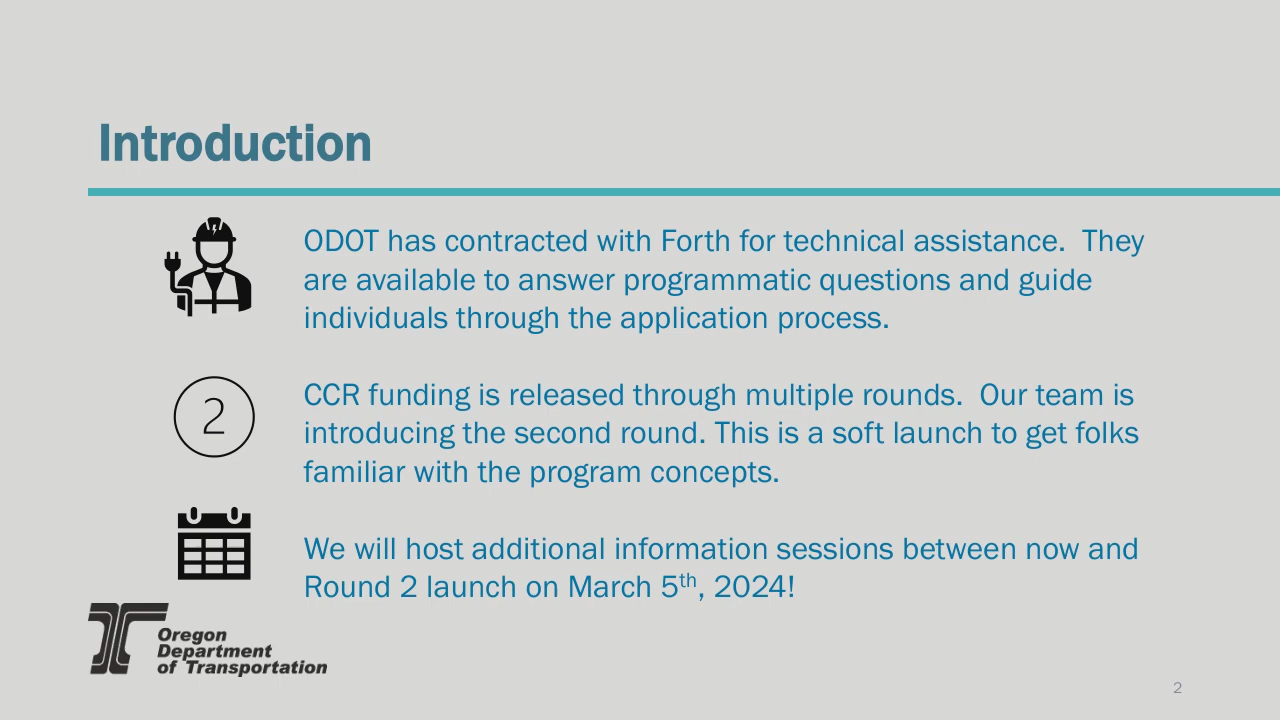 Introduction
ODOT has contracted with Forth for technical assistance.  They
are available to answer programmatic questions and guide
individuals through the application process.
2
CCR funding is released through multiple rounds.  Our team is
introducing the second round. This is a soft launch to get folks
familiar with the program concepts.
We will host additional information sessions between now and
Round 2 launch on March 5th, 2024!
Oregon
Department
of Transportation
2